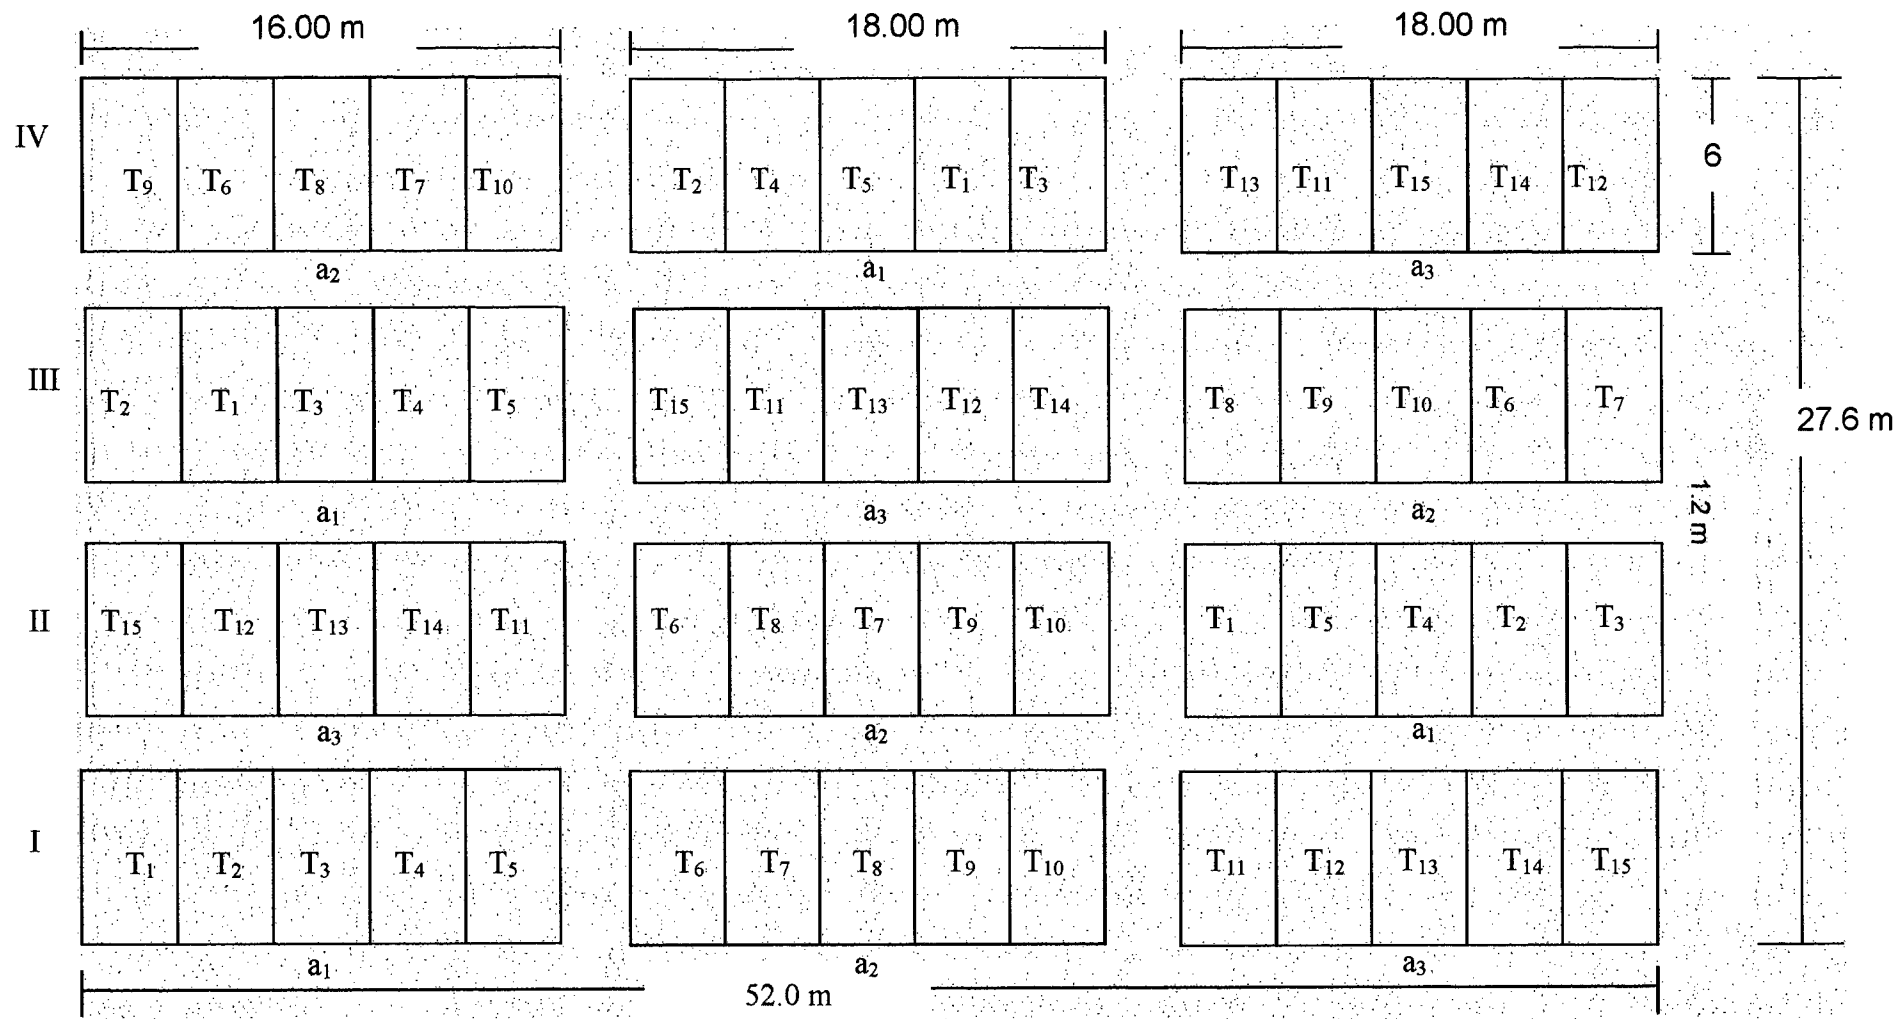 16.00 m 18.00 m 18.00 m
IV
T9 T6 T8 T7 T10 T2 T4 T5 T1 T3 T13 T11 T15 T14 T12
6
a2 a1 a3
III
T2 T1 T3 T4 T5 T15 T11 T13 T12 T14 T8 T9 T10 T6 T7
27.6 m
a1 a3 a2
1.2 m
II
T15 T12 T13 T14 T11 T6 T8 T7 T9 T10 T1 T5 T4 T2 T3
a3 a2 a1
I
T1 T2 T3 T4 T5 T6 T7 T8 T9 T10 T11 T12 T13 T14 T15
a1 a2 a3
52.0 m